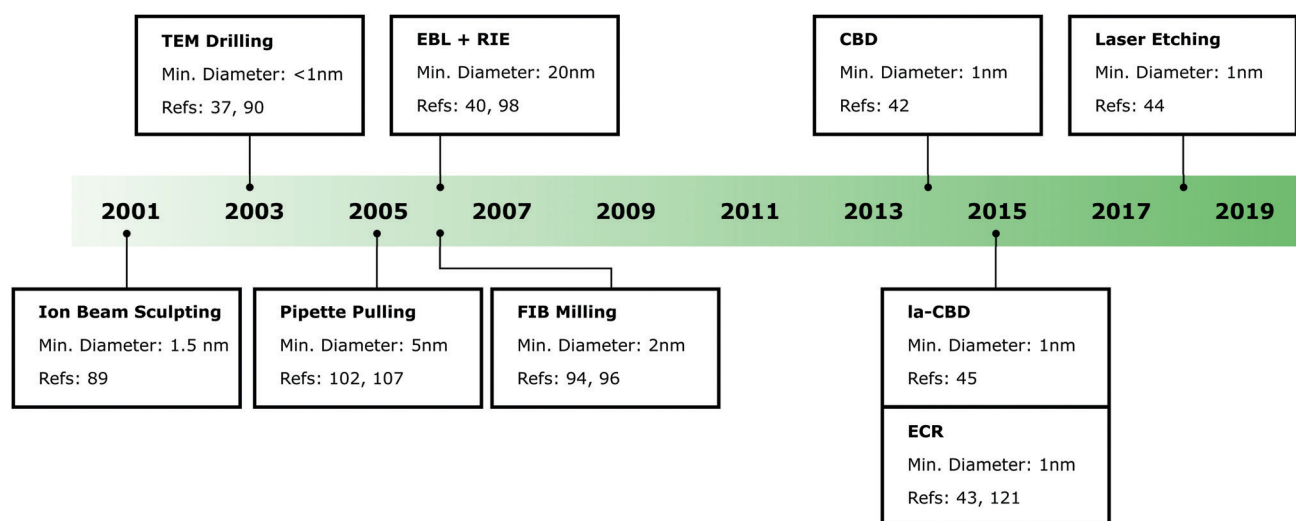 TEM Drilling
Min. Diameter: <1nm
Refs: 37, 90
EBL + RIE
Min. Diameter: 20nm
Refs: 40, 98
CBD
Min. Diameter: 1nm
Refs: 42
Laser Etching
Min. Diameter: 1nm
Refs: 44
2001 2003 2005 2007 2009 2011 2013 2015 2017 2019
Ion Beam Sculpting
Min. Diameter: 1.5 nm
Refs: 89
Pipette Pulling
Min. Diameter: 5nm
Refs: 102, 107
FIB Milling
Min. Diameter: 2nm
Refs: 94, 96
la-CBD
Min. Diameter: 1nm
Refs: 45
ECR
Min. Diameter: 1nm
Refs: 43, 121